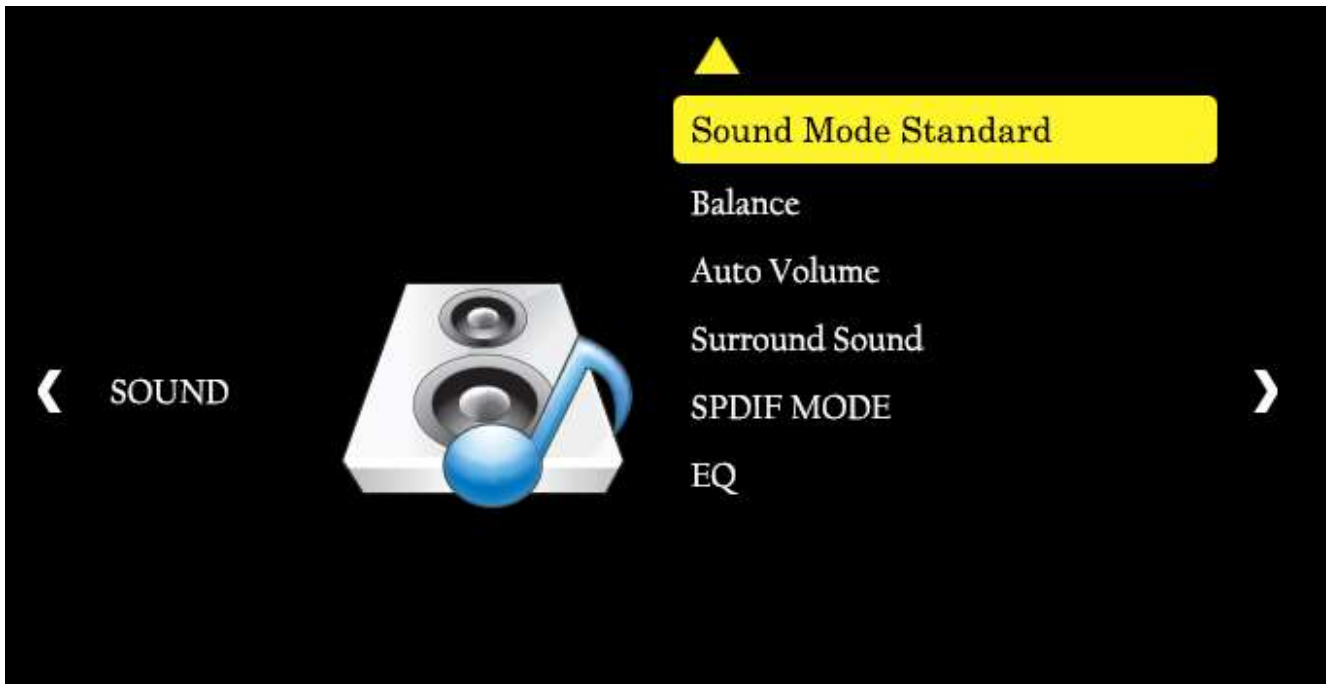 Sound Mode Standard
Balance
Auto Volume
Surround Sound
SOUND
SPDIF MODE
EQ